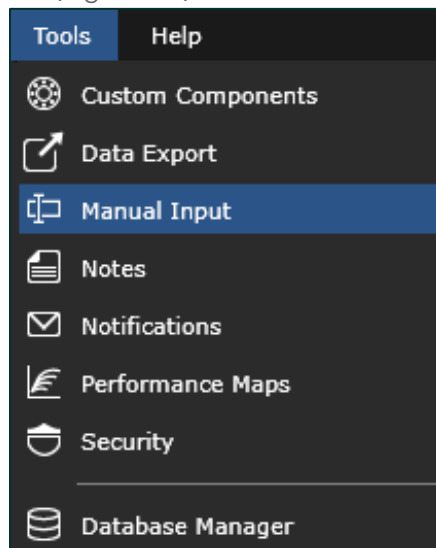 Tools Help
Custom Components
Data Export
Manual Input
Notes
Notifications
Performance Maps
Security
Database Manager